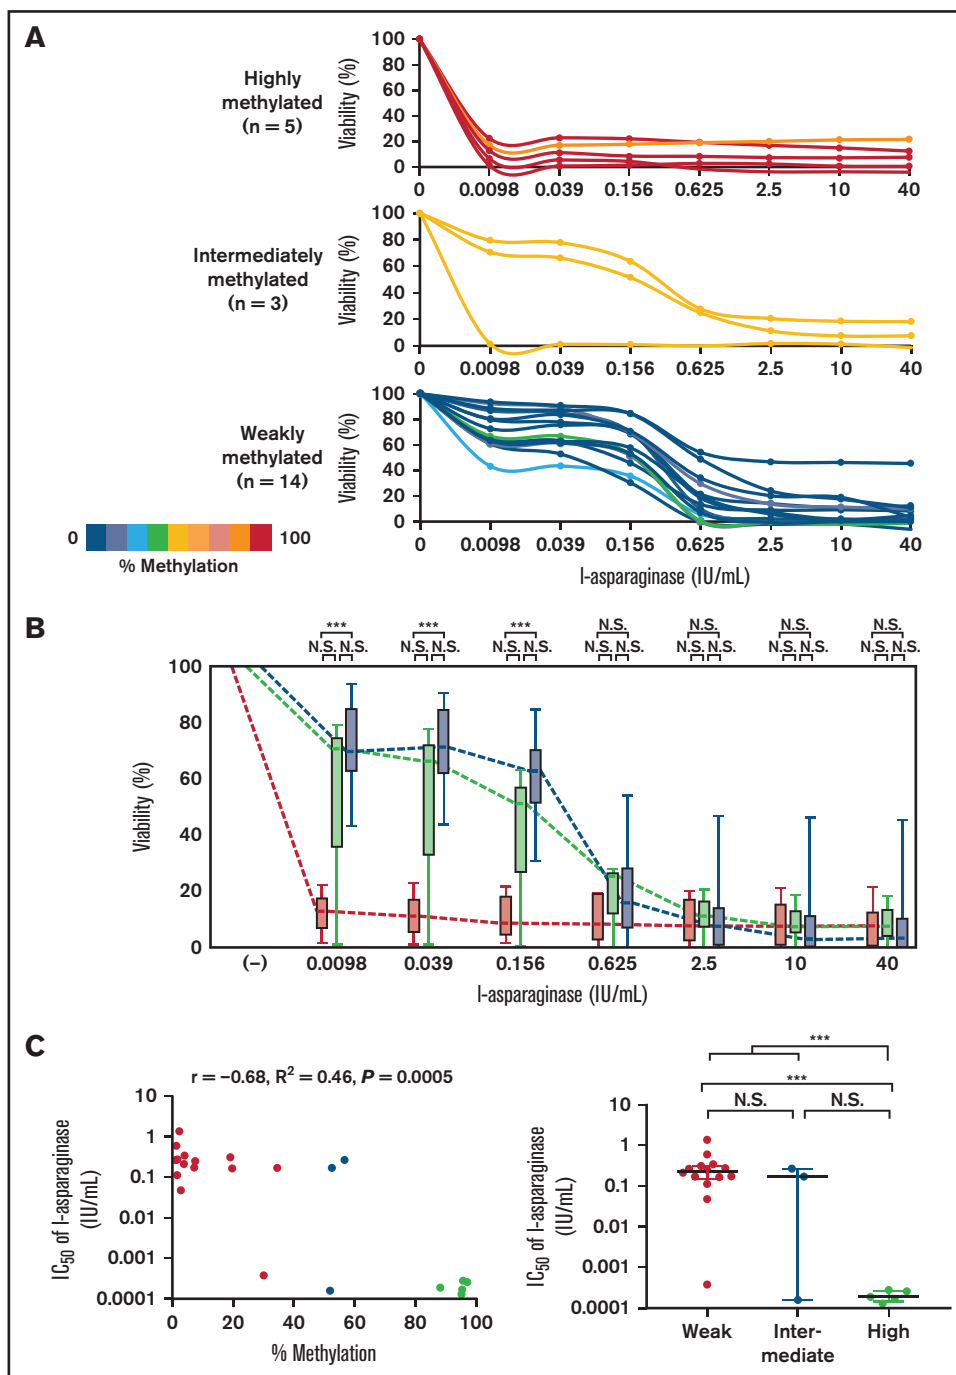 A
Highly
methylated
(n = 5)
Viability (%)
100
80
60
40
20
0
0 0.0098 0.039 0.156 0.625 2.5 10 40
Intermediately
methylated
(n = 3)
Viability (%)
100
80
60
40
20
0
0 0.0098 0.039 0.156 0.625 2.5 10 40
Weakly
methylated
(n = 14)
Viability (%)
100
80
60
40
20
0
0 0.0098 0.039 0.156 0.625 2.5 10 40
l-asparaginase (IU/mL)
0 100
% Methylation
B
*** *** *** N.S. N.S. N.S. N.S.
N.S. N.S. N.S. N.S. N.S. N.S. N.S. N.S. N.S. N.S. N.S. N.S. N.S. N.S.
Viability (%)
100
80
60
40
20
0
(–) 0.0098 0.039 0.156 0.625 2.5 10 40
l-asparaginase (IU/mL)
C
r = –0.68, R² = 0.46, P = 0.0005
IC₅₀ of l-asparaginase
(IU/mL)
10
1
0.1
0.01
0.001
0.0001
0 20 40 60 80 100
% Methylation
***
***
N.S. N.S.
IC₅₀ of l-asparaginase
(IU/mL)
10
1
0.1
0.01
0.001
0.0001
Weak Inter- High
mediate